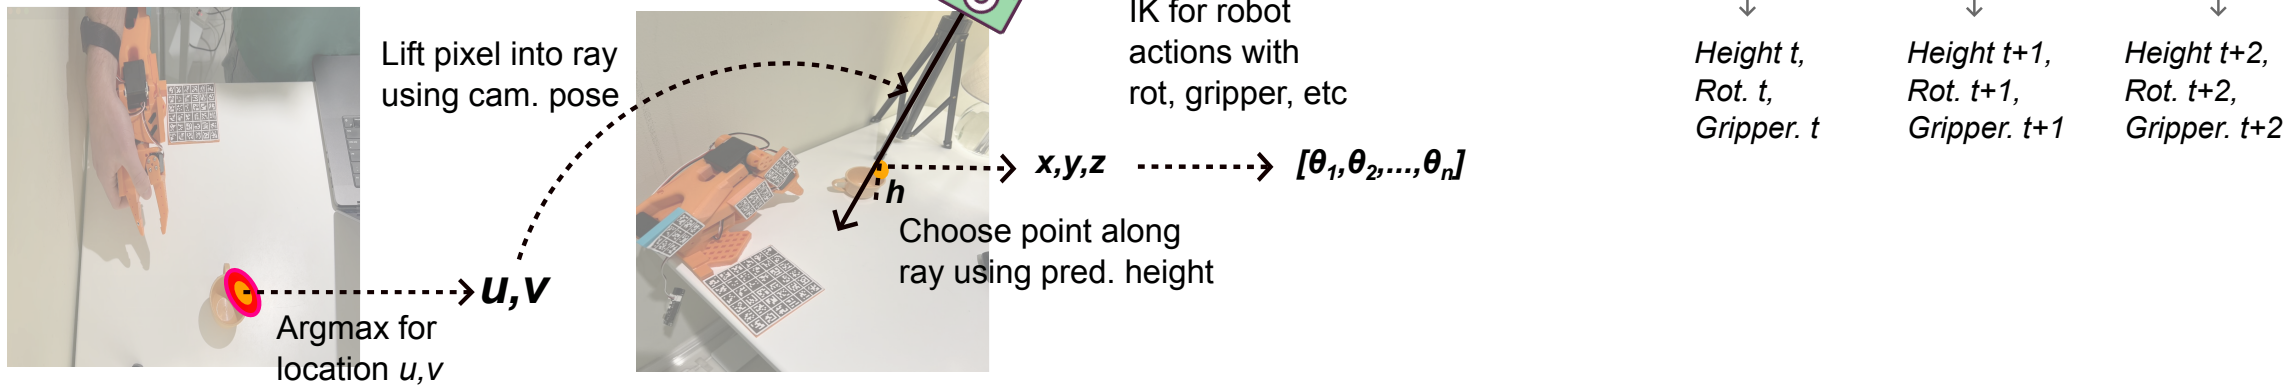 Lift pixel into ray
using cam. pose
Argmax for
location u,v
u,v
h
Choose point along
ray using pred. height
x,y,z
IK for robot
actions with
rot, gripper, etc
[θ1,θ2,...,θn]
Height t,
Rot. t,
Gripper. t
Height t+1,
Rot. t+1,
Gripper. t+1
Height t+2,
Rot. t+2,
Gripper. t+2